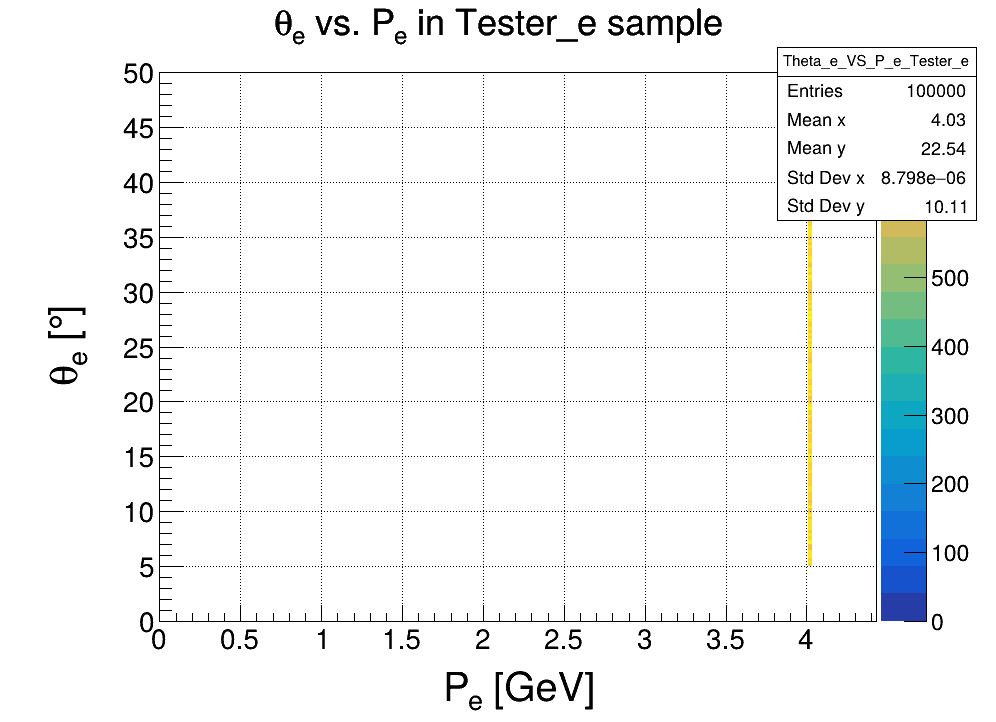 θe vs. Pe in Tester_e sample
Theta_e_VS_P_e_Tester_e
Entries 100000
Mean x 4.03
Mean y 22.54
Std Dev x 8.798e−06
Std Dev y 10.11
50
45
40
35
30
25
20
15
10
5
0
θe [°]
0 0.5 1 1.5 2 2.5 3 3.5 4
Pe [GeV]
500
400
300
200
100
0